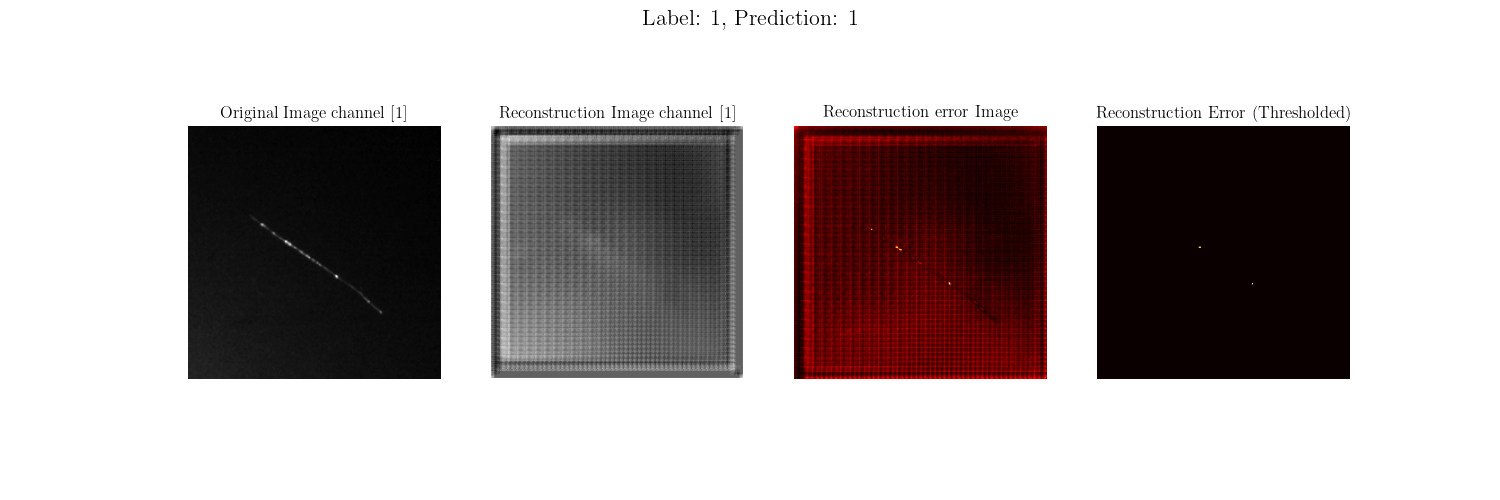 Label: 1, Prediction: 1
Original Image channel [1]
Reconstruction Image channel [1]
Reconstruction error Image
Reconstruction Error (Thresholded)